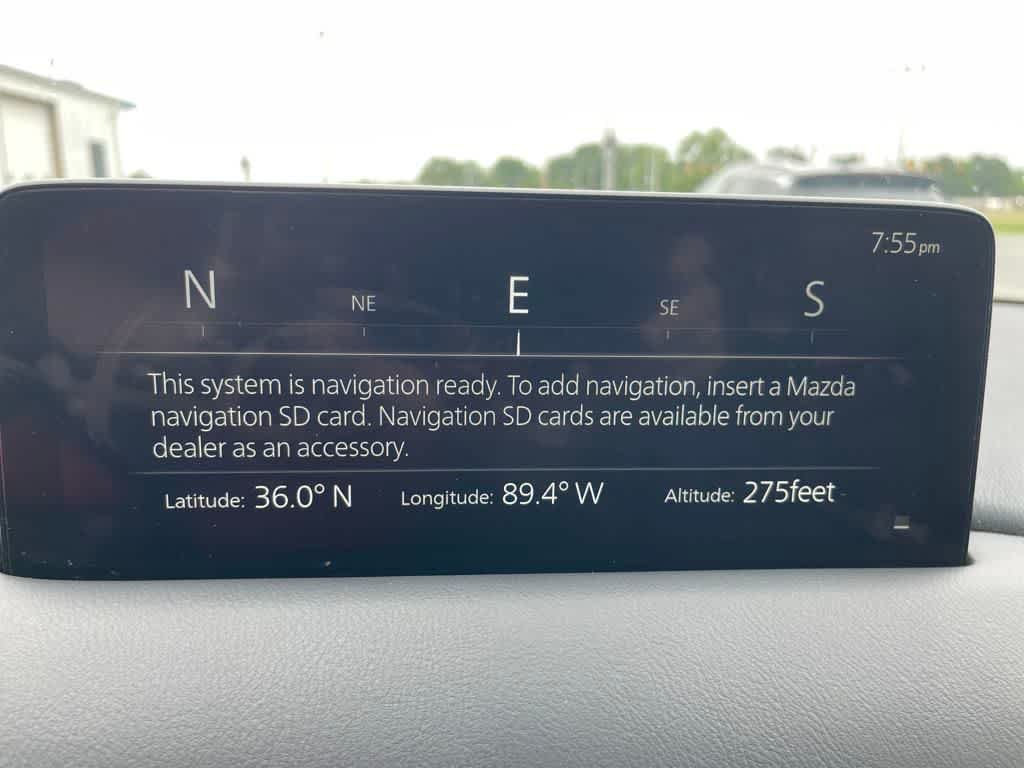 7:55pm
N NE E SE S
This system is navigation ready. To add navigation, insert a Mazda
navigation SD card. Navigation SD cards are available from your
dealer as an accessory.
Latitude: 36.0° N Longitude: 89.4° W Altitude: 275feet